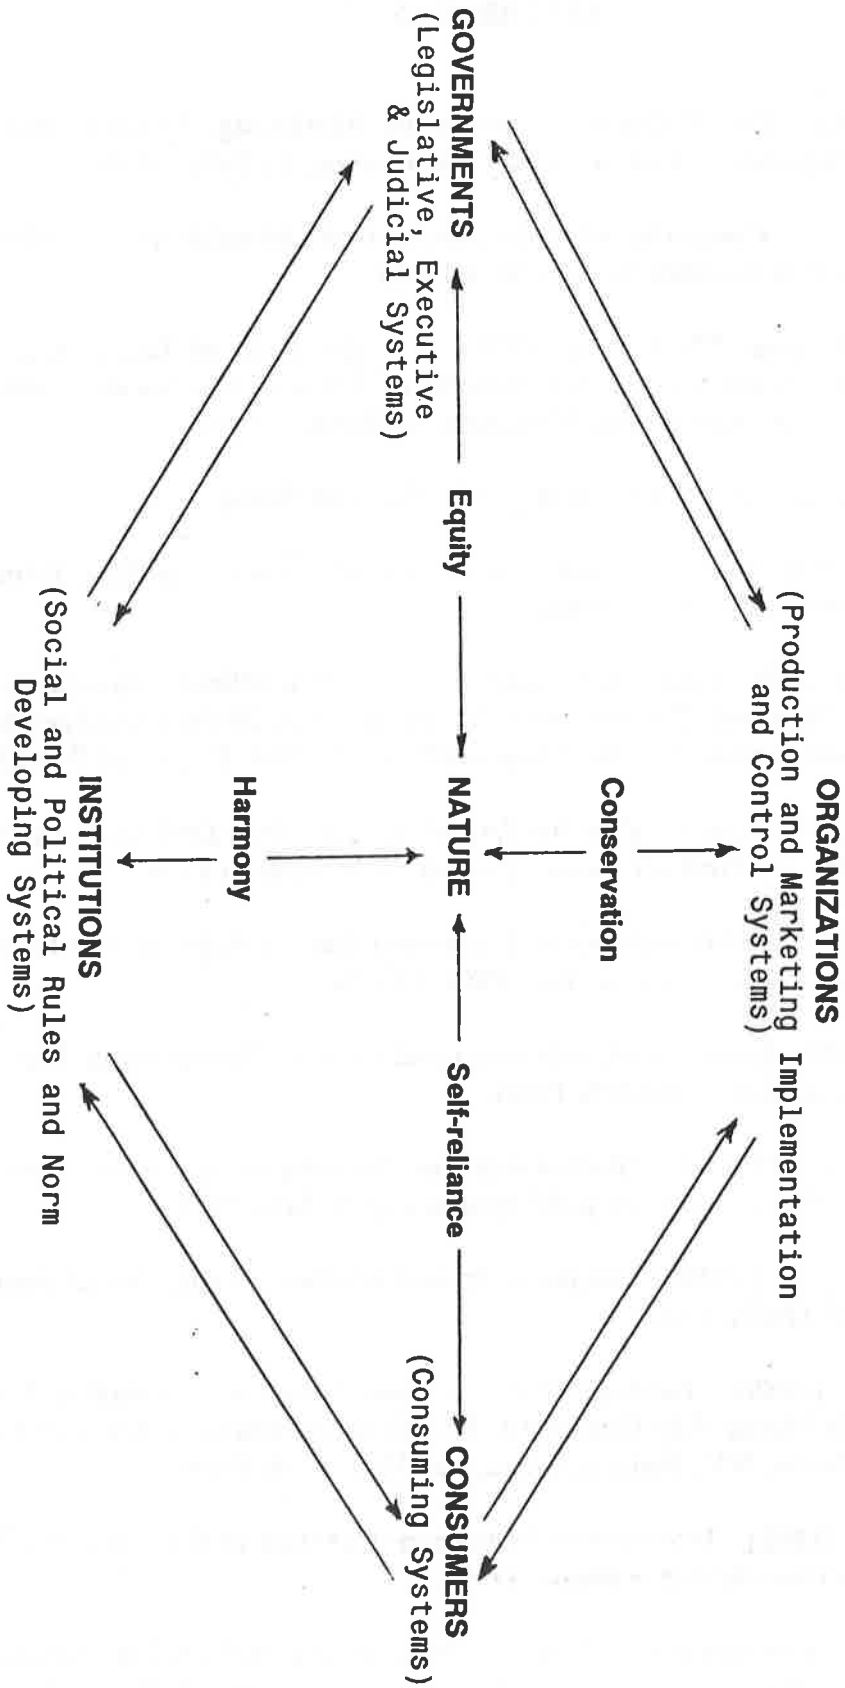 ORGANIZATIONS
(Production and Marketing Implementation
and Control Systems)
Conservation
GOVERNMENTS
(Legislative, Executive
& Judicial Systems)
Equity
NATURE
Self-reliance
CONSUMERS
(Consuming Systems)
Harmony
INSTITUTIONS
(Social and Political Rules and Norm
Developing Systems)